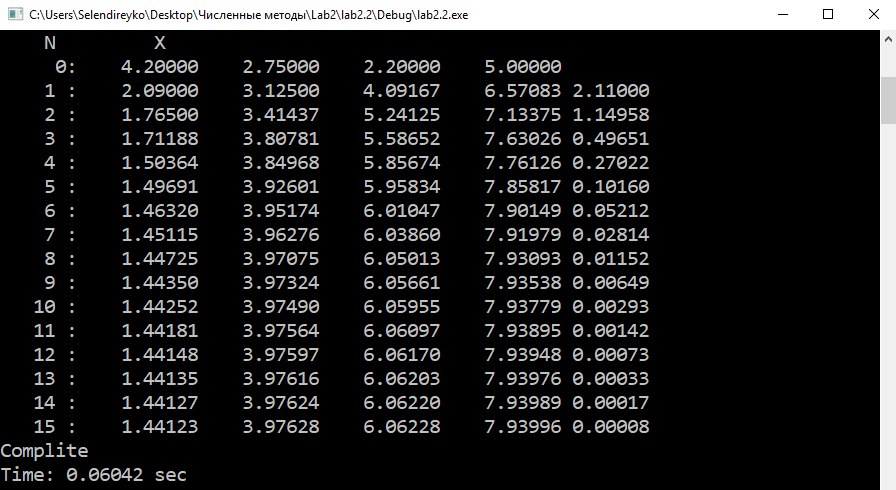 C:\Users\Selendireyko\Desktop\Численные методы\Lab2\lab2.2\Debug\lab2.2.exe
N X
0: 4.20000 2.75000 2.20000 5.00000
1 : 2.09000 3.12500 4.09167 6.57083 2.11000
2 : 1.76500 3.41437 5.24125 7.13375 1.14958
3 : 1.71188 3.80781 5.58652 7.63026 0.49651
4 : 1.50364 3.84968 5.85674 7.76126 0.27022
5 : 1.49691 3.92601 5.95834 7.85817 0.10160
6 : 1.46320 3.95174 6.01047 7.90149 0.05212
7 : 1.45115 3.96276 6.03860 7.91979 0.02814
8 : 1.44725 3.97075 6.05013 7.93093 0.01152
9 : 1.44350 3.97324 6.05661 7.93538 0.00649
10 : 1.44252 3.97490 6.05955 7.93779 0.00293
11 : 1.44181 3.97564 6.06097 7.93895 0.00142
12 : 1.44148 3.97597 6.06170 7.93948 0.00073
13 : 1.44135 3.97616 6.06203 7.93976 0.00033
14 : 1.44127 3.97624 6.06220 7.93989 0.00017
15 : 1.44123 3.97628 6.06228 7.93996 0.00008
Complite
Time: 0.06042 sec